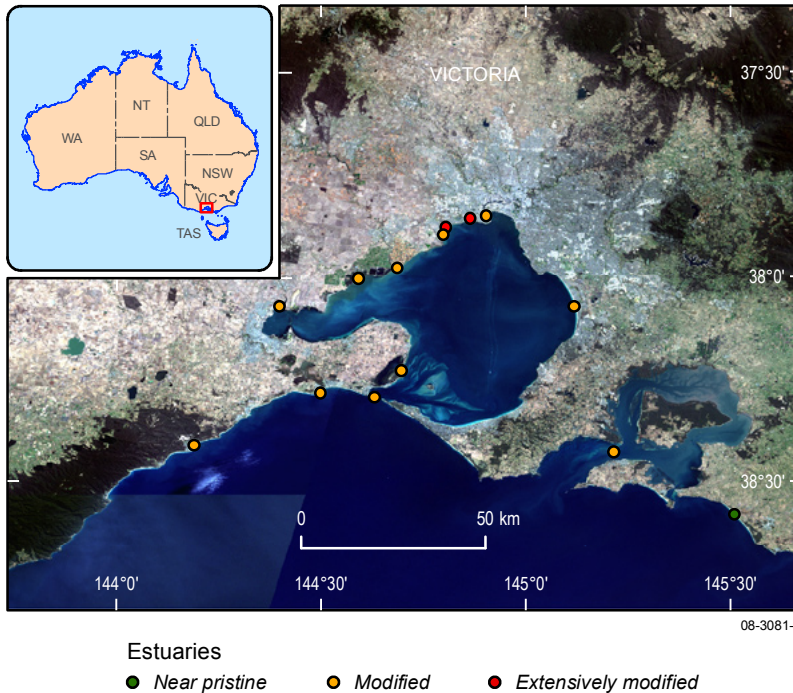 NT
WA
QLD
SA
NSW
VIC
TAS
VICTORIA
37°30'
38°0'
38°30'
0 50 km
144°0' 144°30' 145°0' 145°30'
08-3081-
Estuaries
Near pristine Modified Extensively modified